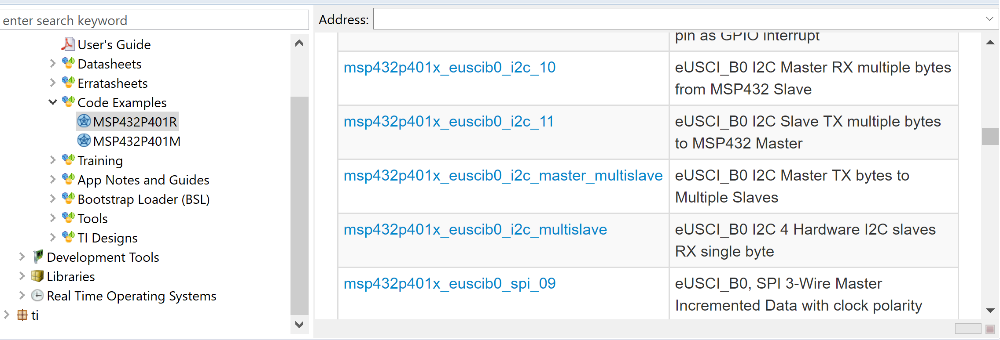 enter search keyword
User's Guide
Datasheets
Erratasheets
Code Examples
MSP432P401R
MSP432P401M
Training
App Notes and Guides
Bootstrap Loader (BSL)
Tools
TI Designs
Development Tools
Libraries
Real Time Operating Systems
ti
Address:
pin as GPIO interrupt
msp432p401x_euscib0_i2c_10
eUSCI_B0 I2C Master RX multiple bytes
from MSP432 Slave
msp432p401x_euscib0_i2c_11
eUSCI_B0 I2C Slave TX multiple bytes
to MSP432 Master
msp432p401x_euscib0_i2c_master_multislave
eUSCI_B0 I2C Master TX bytes to
Multiple Slaves
msp432p401x_euscib0_i2c_multislave
eUSCI_B0 I2C 4 Hardware I2C slaves
RX single byte
msp432p401x_euscib0_spi_09
eUSCI_B0, SPI 3-Wire Master
Incremented Data with clock polarity